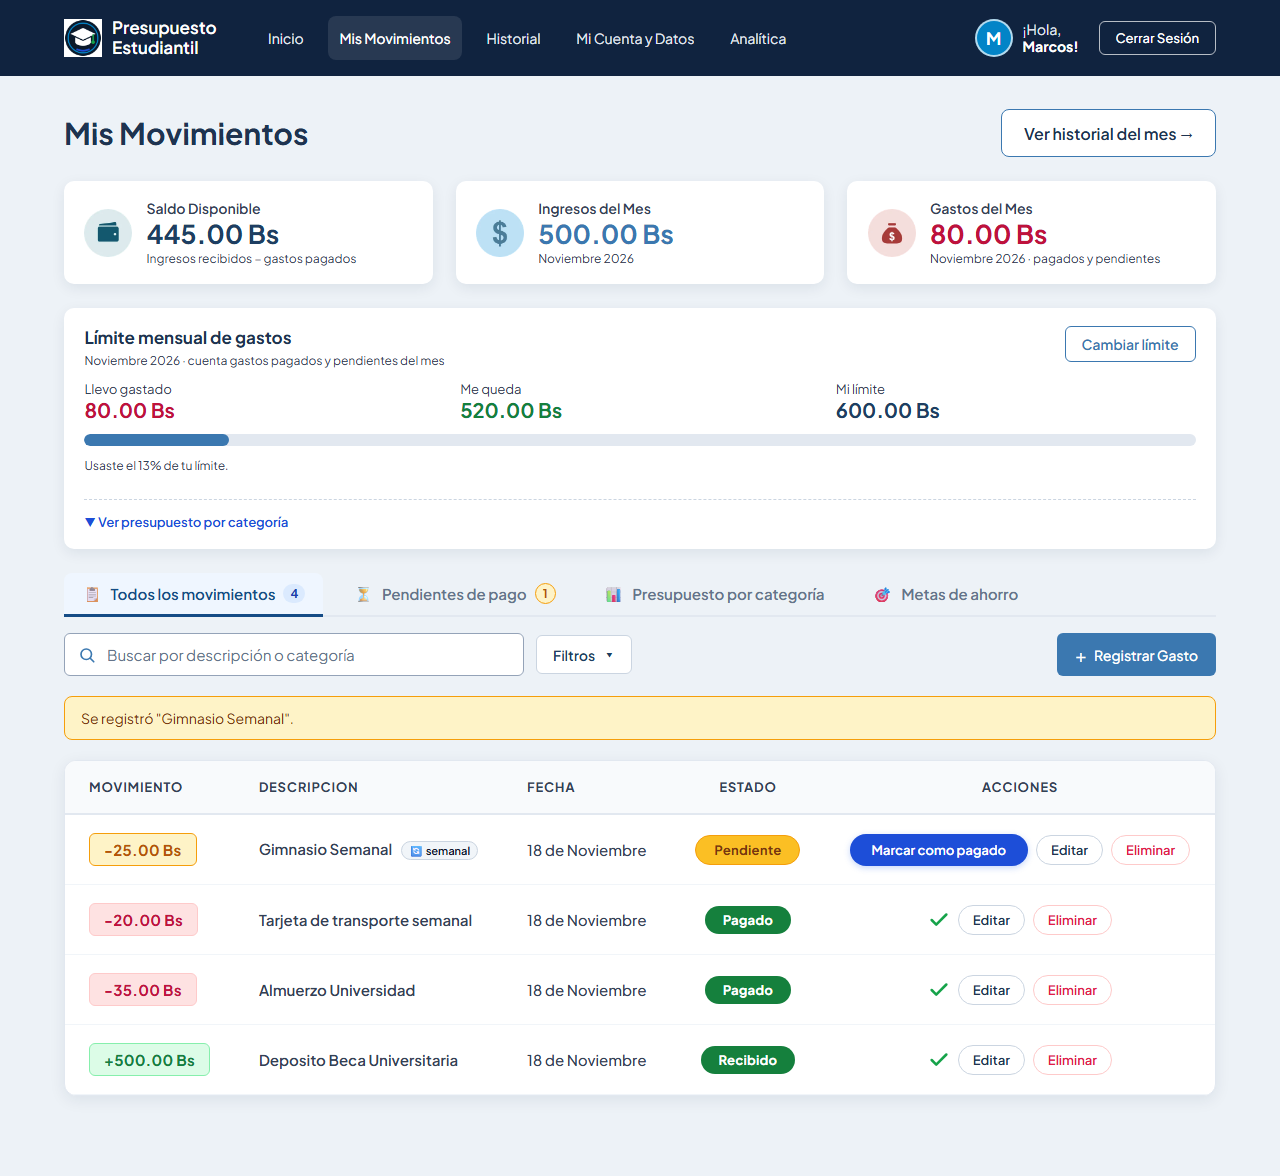 Presupuesto
Estudiantil
Inicio
Mis Movimientos
Historial
Mi Cuenta y Datos
Analítica
M
¡Hola,
Marcos!
Cerrar Sesión
Mis Movimientos
Ver historial del mes →
Saldo Disponible
445.00 Bs
Ingresos recibidos – gastos pagados
$
Ingresos del Mes
500.00 Bs
Noviembre 2026
$
Gastos del Mes
80.00 Bs
Noviembre 2026 · pagados y pendientes
Límite mensual de gastos
Noviembre 2026 · cuenta gastos pagados y pendientes del mes
Cambiar límite
Llevo gastado
80.00 Bs
Me queda
520.00 Bs
Mi límite
600.00 Bs
Usaste el 13% de tu límite.
▼ Ver presupuesto por categoría
Todos los movimientos 4
Pendientes de pago 1
Presupuesto por categoría
Metas de ahorro
Buscar por descripción o categoría
Filtros ▼
+ Registrar Gasto
Se registró "Gimnasio Semanal".
MOVIMIENTO DESCRIPCION FECHA ESTADO ACCIONES
-25.00 Bs Gimnasio Semanal semanal 18 de Noviembre Pendiente Marcar como pagado Editar Eliminar
-20.00 Bs Tarjeta de transporte semanal 18 de Noviembre Pagado ✓ Editar Eliminar
-35.00 Bs Almuerzo Universidad 18 de Noviembre Pagado ✓ Editar Eliminar
+500.00 Bs Deposito Beca Universitaria 18 de Noviembre Recibido ✓ Editar Eliminar